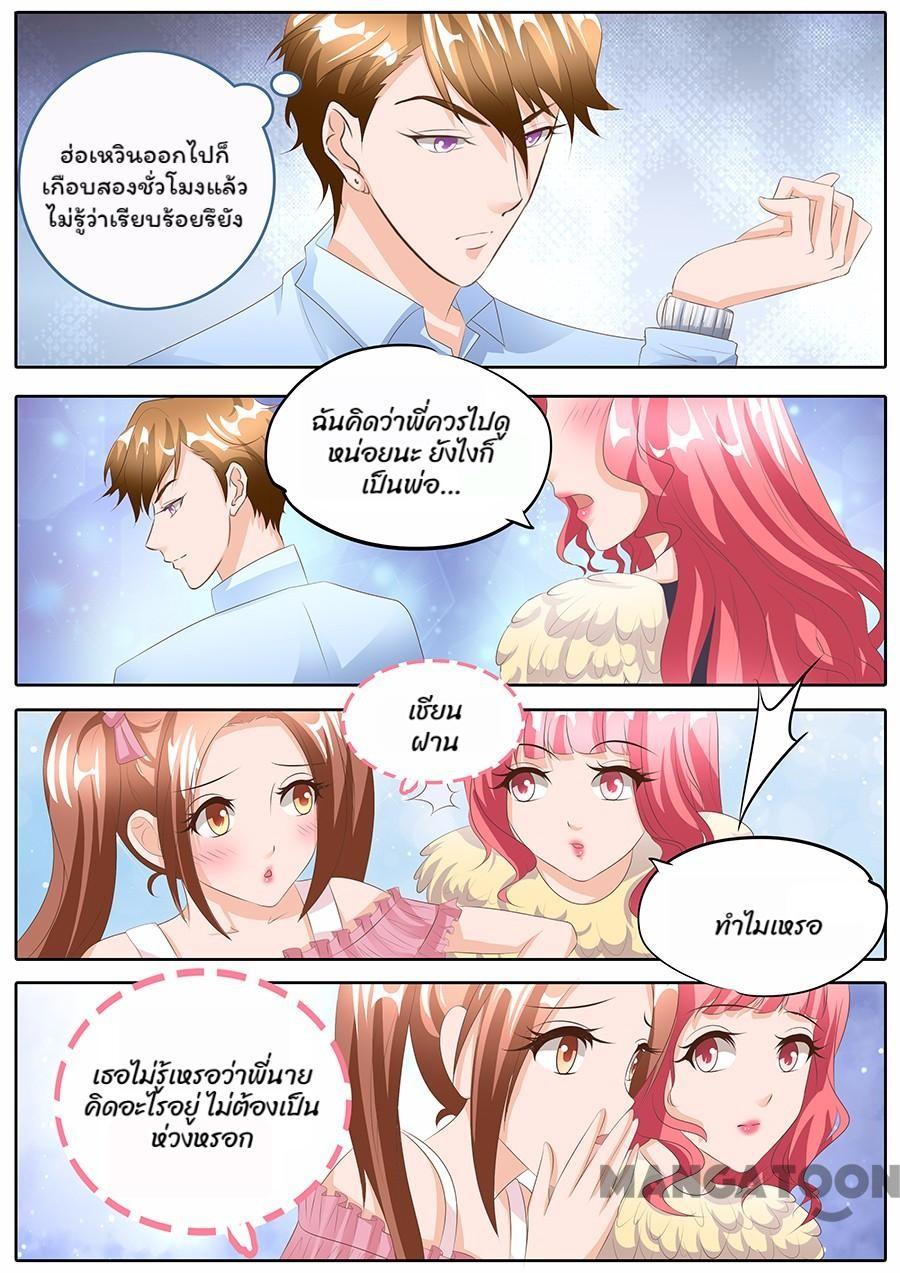 ฮ่อเหวินออกไปก็
เกือบสองชั่วโมงแล้ว
ไม่รู้ว่าเรียบร้อยรึยัง
ฉันคิดว่าพี่ควรไปดู
หน่อยนะ ยังไงก็
เป็นพ่อ...
เชียน
ฝาน
ทำไมเหรอ
เธอไม่รู้เหรอว่าพี่นาย
คิดอะไรอยู่ ไม่ต้องเป็น
ห่วงหรอก
MANGATOON